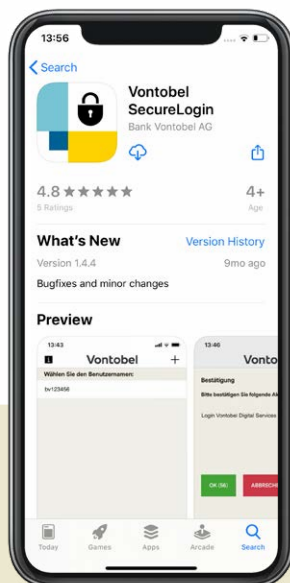 13:56
Search
Vontobel
SecureLogin
Bank Vontobel AG
4.8
4+
5 Ratings
Age
What's New
Version History
Version 1.4.4
9mo ago
Bugfixes and minor changes
Preview
13:43
Vontobel
Wählen Sie den Benutzernamen:
bv123456
13:40
Vonto
Bestätigung
Bitte bestätigen Sie folgende Ak
Login Vontobel Digital Services
OK (56)
ABBRECHE
Today
Games
Apps
Arcade
Search